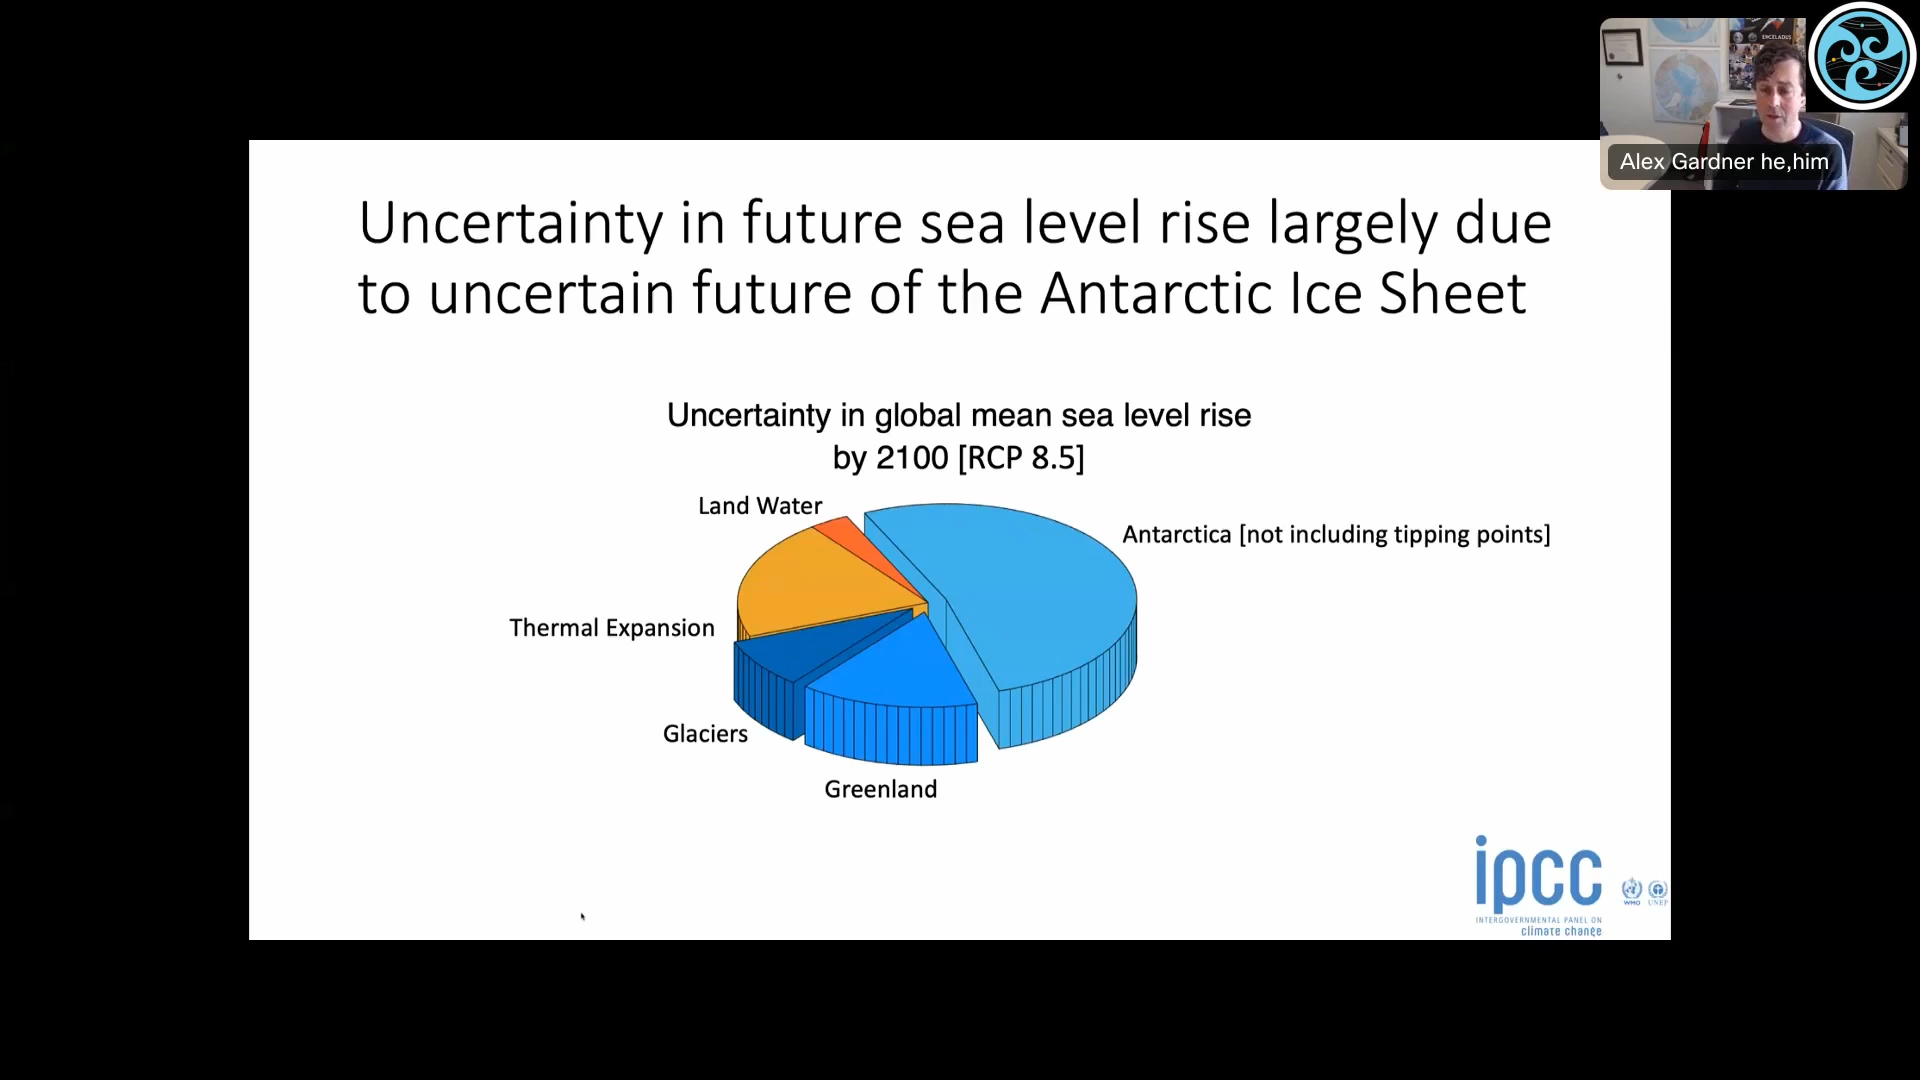 ENCELADUS
Alex Gardner he,him
Uncertainty in future sea level rise largely due
to uncertain future of the Antarctic Ice Sheet
Uncertainty in global mean sea level rise
by 2100 [RCP 8.5]
Land Water
Antarctica [not including tipping points]
Thermal Expansion
Glaciers
Greenland
ipcc
WMO UNEP
INTERGOVERNMENTAL PANEL ON
climate change